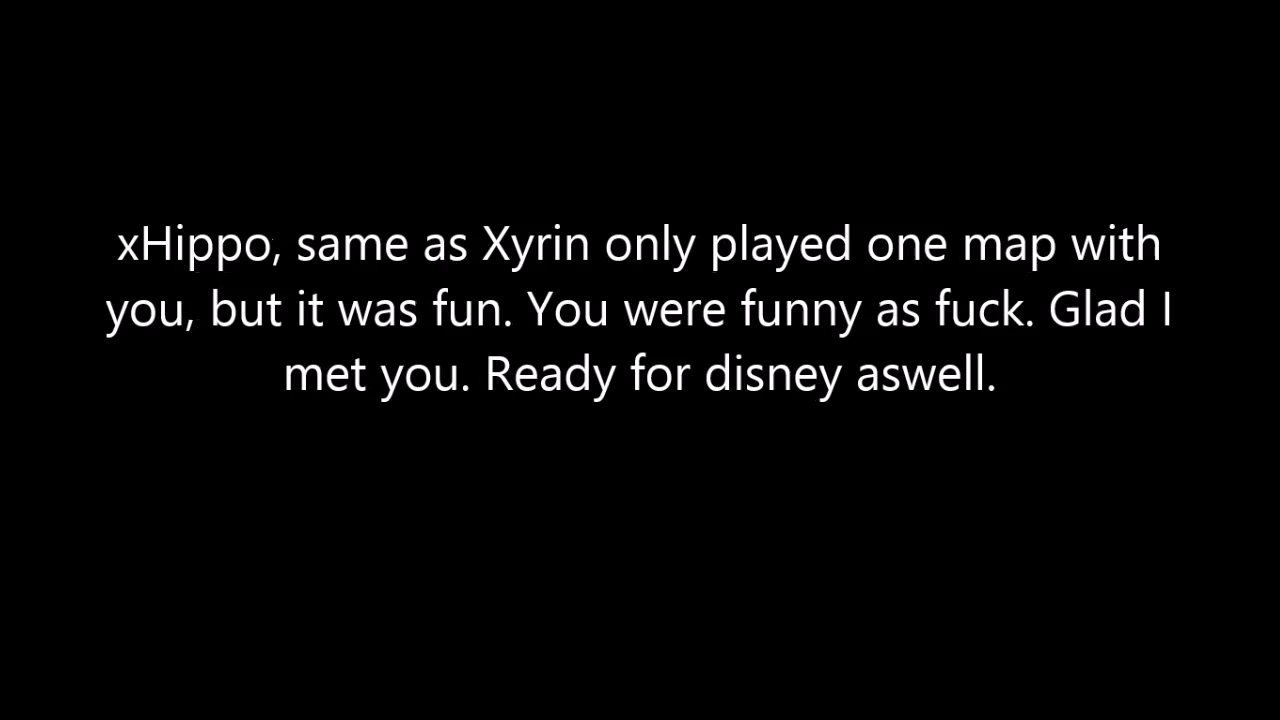 xHippo, same as Xyrin only played one map with
you, but it was fun. You were funny as fuck. Glad I
met you. Ready for disney aswell.